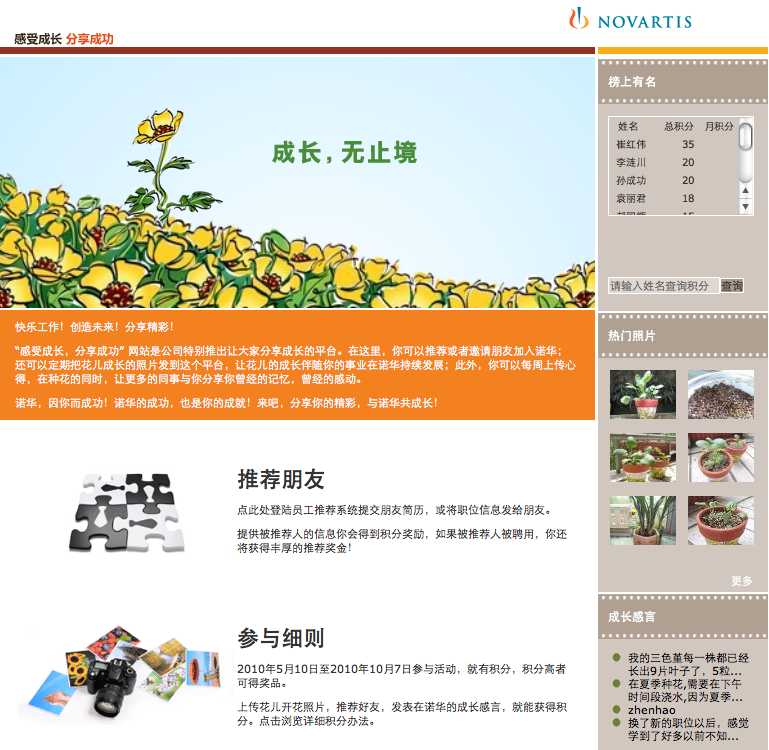 NOVARTIS
感受成长 分享成功
成长，无止境
快乐工作！创造未来！分享精彩！
“感受成长，分享成功” 网站是公司特别推出让大家分享成长的平台。在这里，你可以推荐或者邀请朋友加入诺华；
还可以定期把花儿成长的照片发到这个平台，让花儿的成长伴随你的事业在诺华持续发展；此外，你可以每周上传心
得，在种花的同时，让更多的同事与你分享你曾经的记忆，曾经的感动。
诺华，因你而成功！诺华的成功，也是你的成就！来吧，分享你的精彩，与诺华共成长！
推荐朋友
点此处登陆员工推荐系统提交朋友简历，或将职位信息发给朋友。
提供被推荐人的信息你会得到积分奖励，如果被推荐人被聘用，你还
将获得丰厚的推荐奖金！
参与细则
2010年5月10日至2010年10月7日参与活动，就有积分，积分高者
可得奖品。
上传花儿开花照片，推荐好友，发表在诺华的成长感言，就能获得积
分。点击浏览详细积分办法。
榜上有名
姓名 总积分 月积分
崔红伟 35
李涟川 20
孙成功 20
袁丽君 18
请输入姓名查询积分 查询
热门照片
更多
成长感言
我的三色堇每一株都已经
长出9片叶子了，5粒...
在夏季种花,需要在下午
时间段浇水,因为夏季...
zhenhao
换了新的职位以后，感觉
学到了好多以前不知...